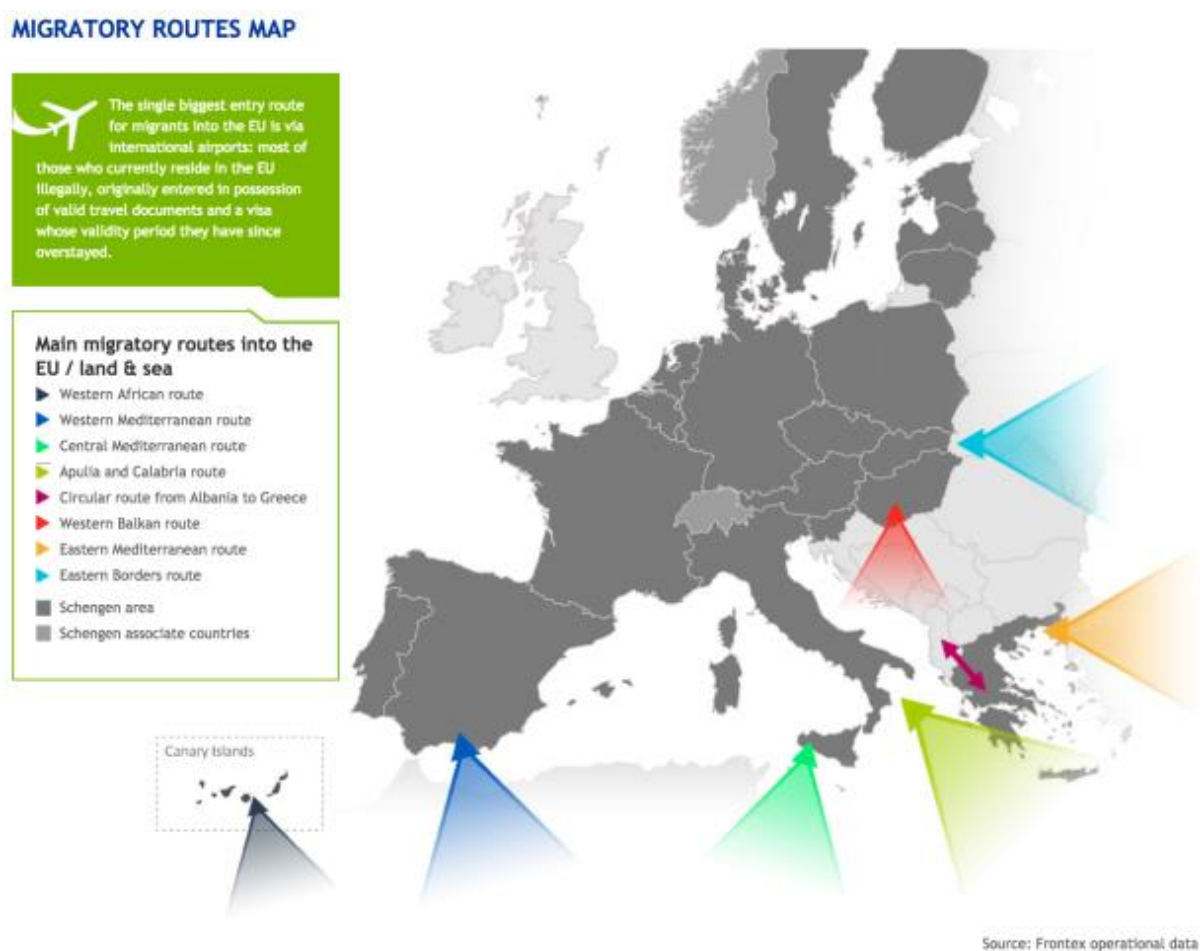 MIGRATORY ROUTES MAP
The single biggest entry route
for migrants into the EU is via
international airports: most of
those who currently reside in the EU
illegally, originally entered in possession
of valid travel documents and a visa
whose validity period they have since
overstayed.
Main migratory routes into the
EU / land & sea
Western African route
Western Mediterranean route
Central Mediterranean route
Apulia and Calabria route
Circular route from Albania to Greece
Western Balkan route
Eastern Mediterranean route
Eastern Borders route
Schengen area
Schengen associate countries
Canary Islands
Source: Frontex operational data